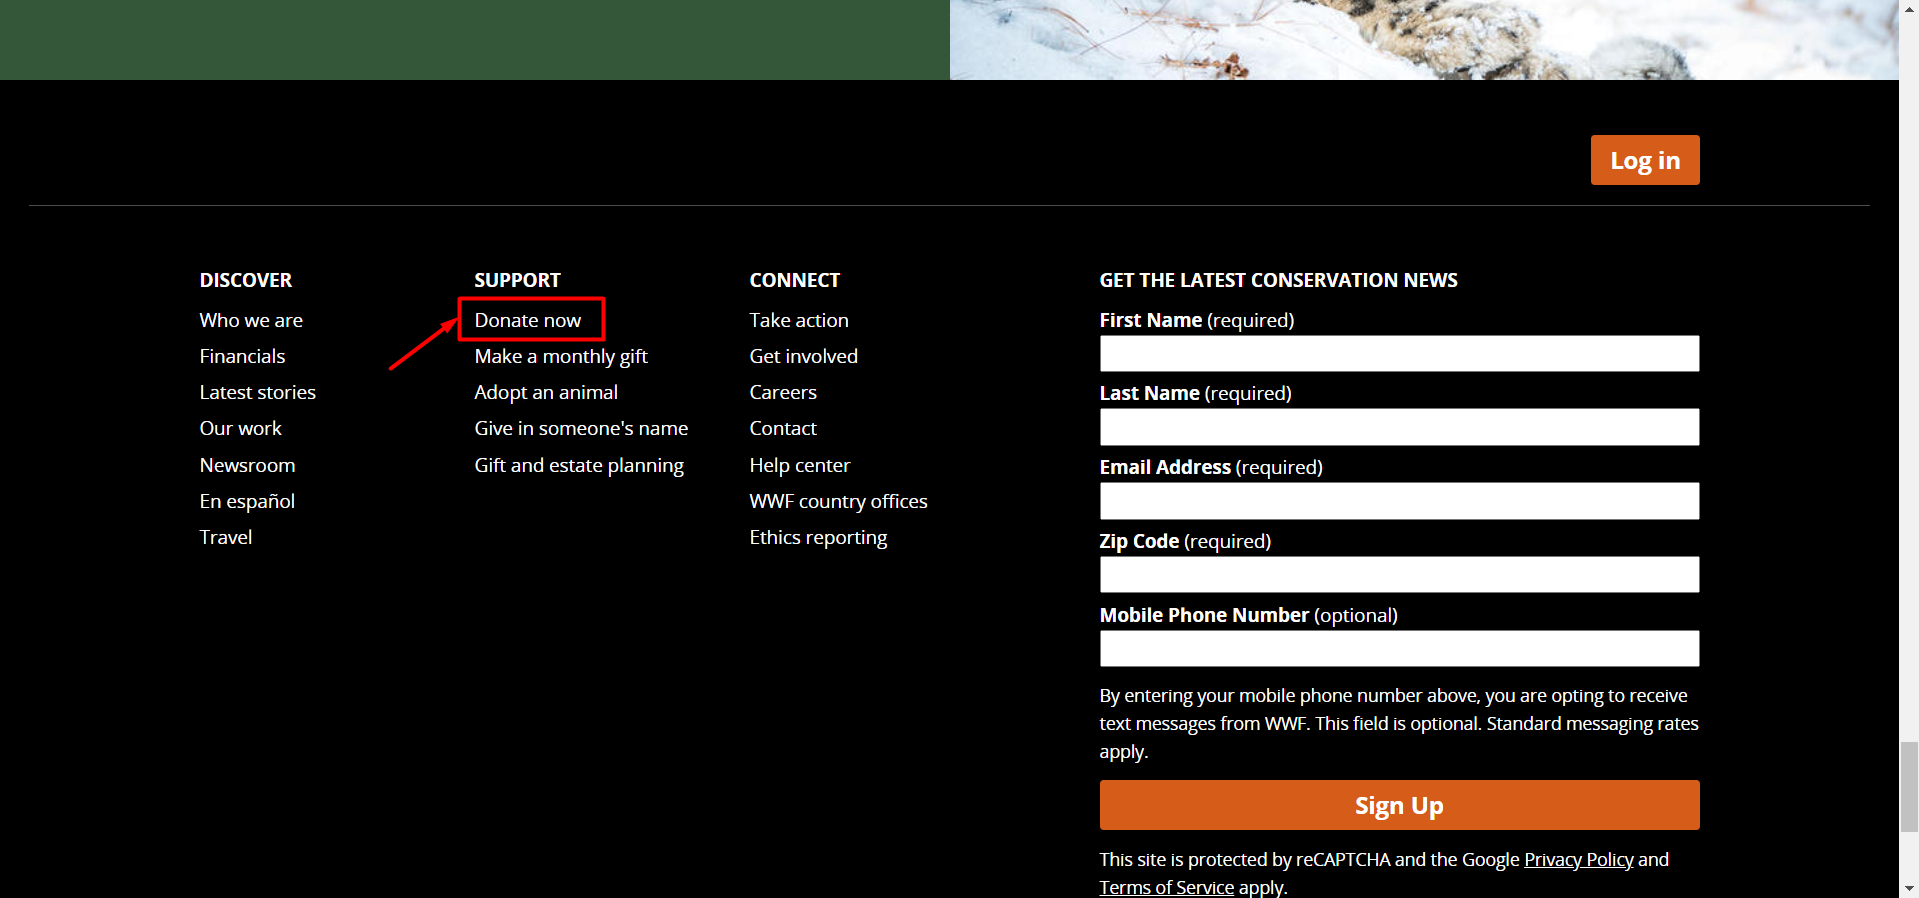 Log in
DISCOVER
Who we are
Financials
Latest stories
Our work
Newsroom
En español
Travel
SUPPORT
Donate now
Make a monthly gift
Adopt an animal
Give in someone's name
Gift and estate planning
CONNECT
Take action
Get involved
Careers
Contact
Help center
WWF country offices
Ethics reporting
GET THE LATEST CONSERVATION NEWS
First Name (required)
Last Name (required)
Email Address (required)
Zip Code (required)
Mobile Phone Number (optional)
By entering your mobile phone number above, you are opting to receive
text messages from WWF. This field is optional. Standard messaging rates
apply.
Sign Up
This site is protected by reCAPTCHA and the Google Privacy Policy and
Terms of Service apply.